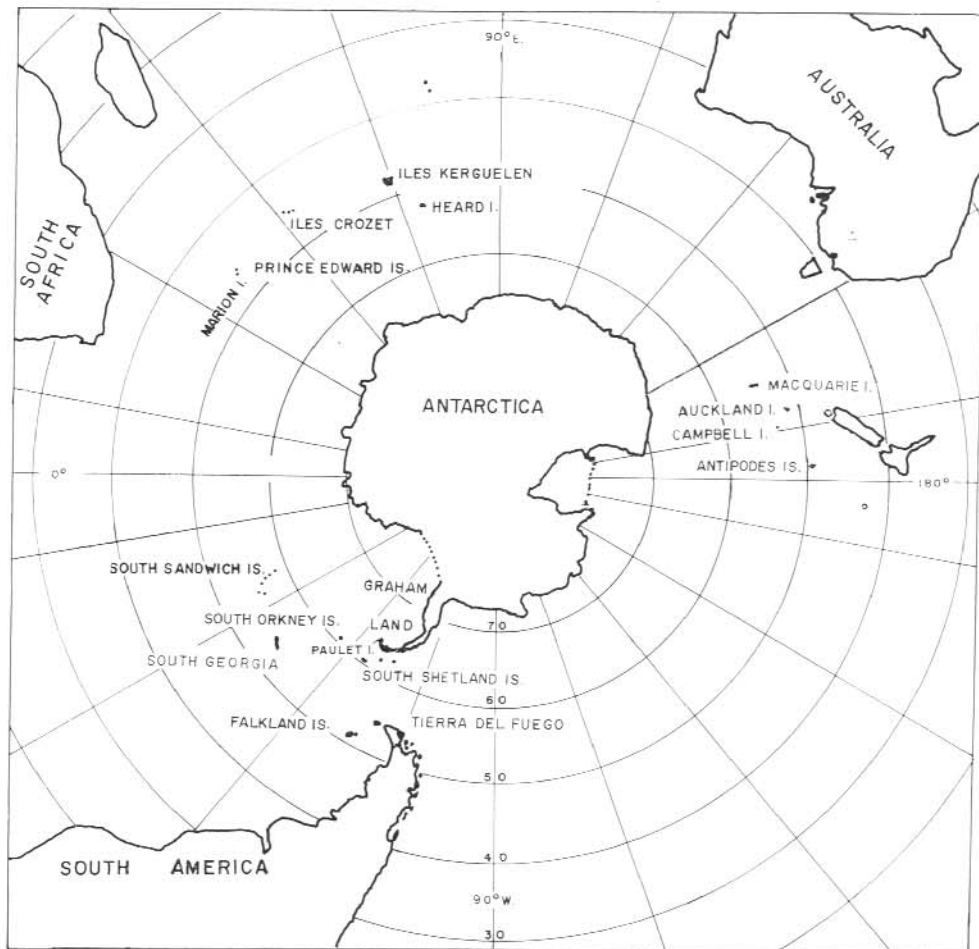 90°E.
AUSTRALIA
ILES KERGUELEN
HEARD I.
ILES CROZET
SOUTH
AFRICA
PRINCE EDWARD IS.
MARION I.
ANTARCTICA
MACQUARIE I.
AUCKLAND I.
CAMPBELL I.
ANTIPODES IS.
0°
180°
SOUTH SANDWICH IS.
GRAHAM
LAND
SOUTH ORKNEY IS.
PAULET I.
SOUTH GEORGIA
SOUTH SHETLAND IS.
70
60
FALKLAND IS.
TIERRA DEL FUEGO
50
40
SOUTH AMERICA
90°W
30